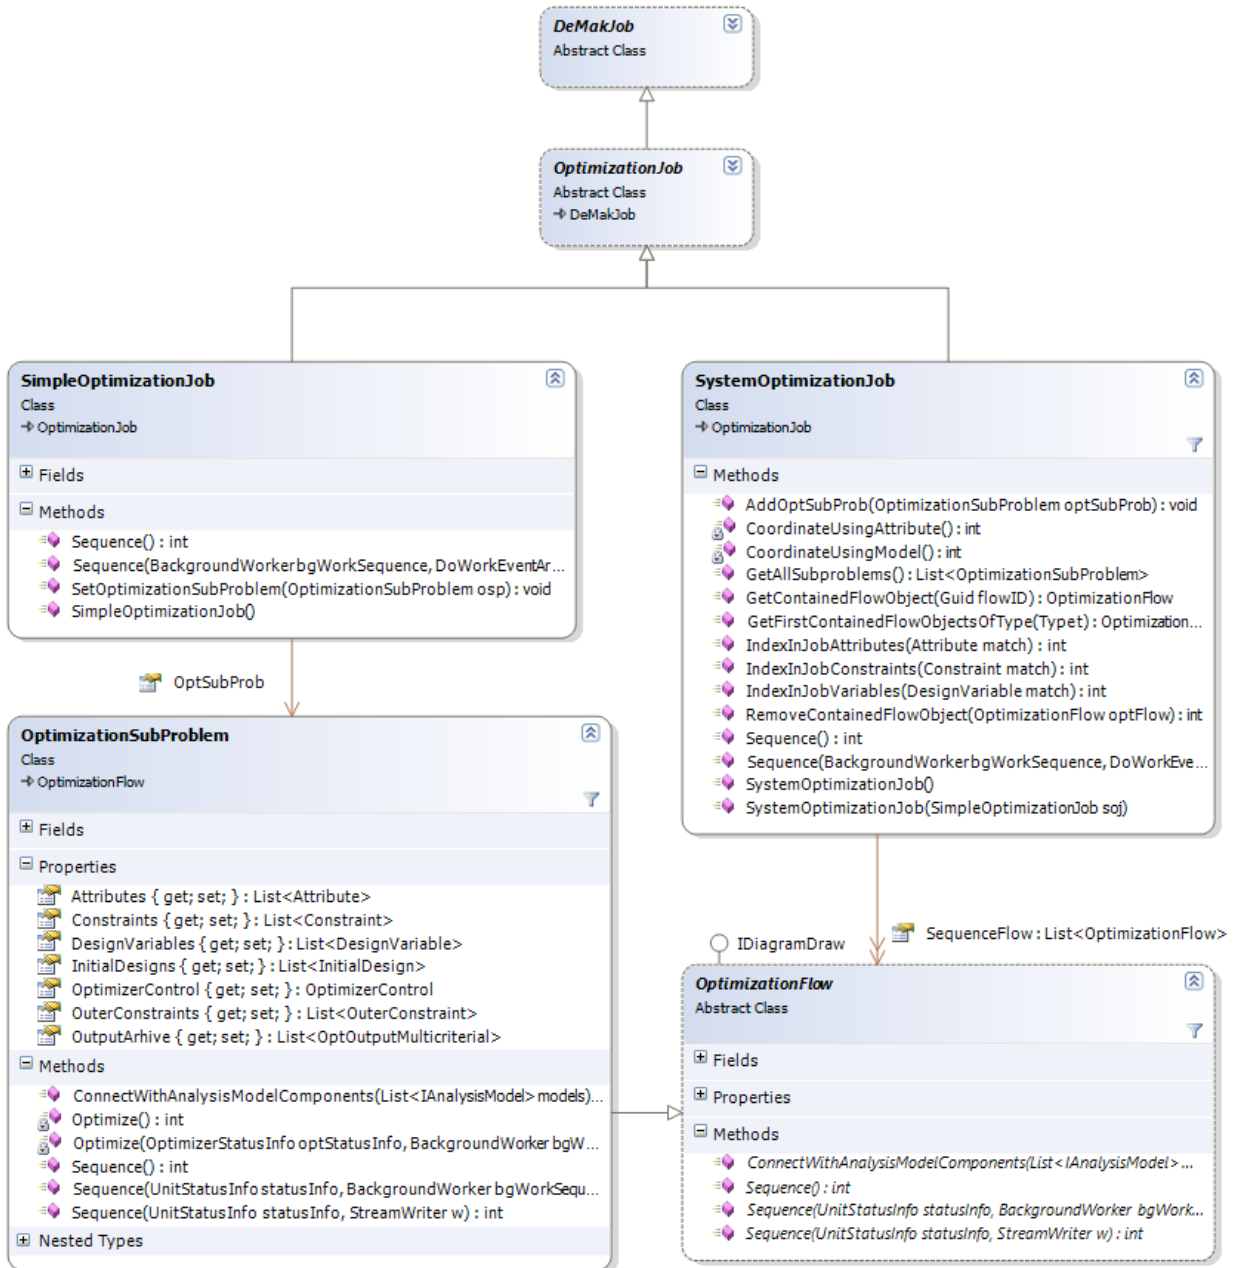 DeMakJob
Abstract Class
OptimizationJob
Abstract Class
DeMakJob
SimpleOptimizationJob
Class
OptimizationJob
Fields
Methods
Sequence() : int
Sequence(BackgroundWorker bgWorkSequence, DoWorkEventAr...
SetOptimizationSubProblem(OptimizationSubProblem osp) : void
SimpleOptimizationJob()
OptSubProb
OptimizationSubProblem
Class
OptimizationFlow
Fields
Properties
Attributes { get; set; } : List<Attribute>
Constraints { get; set; } : List<Constraint>
DesignVariables { get; set; } : List<DesignVariable>
InitialDesigns { get; set; } : List<InitialDesign>
OptimizerControl { get; set; } : OptimizerControl
OuterConstraints { get; set; } : List<OuterConstraint>
OutputArhive { get; set; } : List<OptOutputMulticriterial>
Methods
ConnectWithAnalysisModelComponents(List<IAnalysisModel> models)...
Optimize() : int
Optimize(OptimizerStatusInfo optStatusInfo, BackgroundWorker bgW...
Sequence() : int
Sequence(UnitStatusInfo statusInfo, BackgroundWorker bgWorkSequ...
Sequence(UnitStatusInfo statusInfo, StreamWriter w) : int
Nested Types
SystemOptimizationJob
Class
OptimizationJob
Methods
AddOptSubProb(OptimizationSubProblem optSubProb) : void
CoordinateUsingAttribute() : int
CoordinateUsingModel() : int
GetAllSubproblems() : List<OptimizationSubProblem>
GetContainedFlowObject(Guid flowID) : OptimizationFlow
GetFirstContainedFlowObjectsOfType(Type t) : Optimization...
IndexInJobAttributes(Attribute match) : int
IndexInJobConstraints(Constraint match) : int
IndexInJobVariables(DesignVariable match) : int
RemoveContainedFlowObject(OptimizationFlow optFlow) : int
Sequence() : int
Sequence(BackgroundWorker bgWorkSequence, DoWorkEve...
SystemOptimizationJob()
SystemOptimizationJob(SimpleOptimizationJob soj)
SequenceFlow : List<OptimizationFlow>
IDiagramDraw
OptimizationFlow
Abstract Class
Fields
Properties
Methods
ConnectWithAnalysisModelComponents(List<IAnalysisModel> ...
Sequence() : int
Sequence(UnitStatusInfo statusInfo, BackgroundWorker bgWork...
Sequence(UnitStatusInfo statusInfo, StreamWriter w) : int